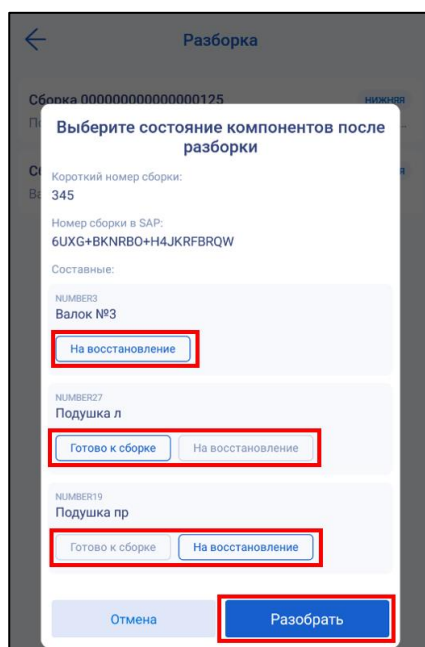 Разборка
Сборка 000000000000000125
нижняя
Выберите состояние компонентов после
разборки
Короткий номер сборки:
345
Номер сборки в SAP:
6UXG+BKNRBO+H4JKRFBRQW
Составные:
NUMBER3
Валок №3
На восстановление
NUMBER27
Подушка л
Готово к сборке
На восстановление
NUMBER19
Подушка пр
Готово к сборке
На восстановление
Отмена
Разобрать